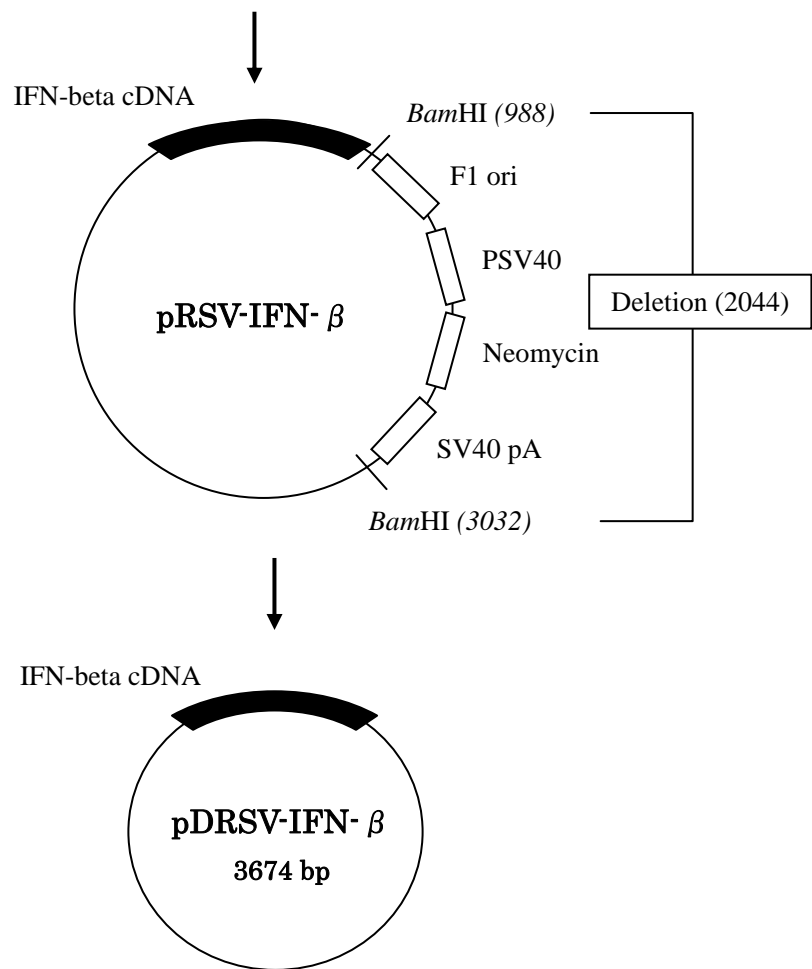 IFN-beta cDNA
BamHI (988)
F1 ori
PSV40
Deletion (2044)
pRSV-IFN- β
Neomycin
SV40 pA
BamHI (3032)
IFN-beta cDNA
pDRSV-IFN- β
3674 bp